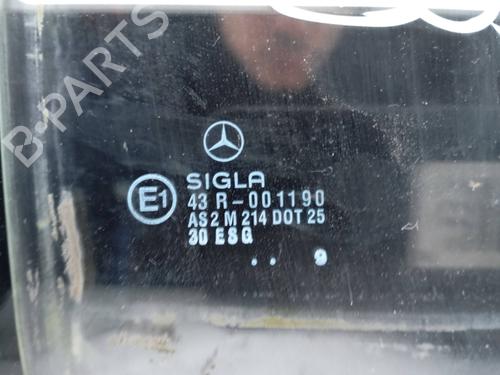 B-PARTS
SIGLA
E1
43 R-001190
AS2 M 214 DOT 25
30 ESG
.. 9